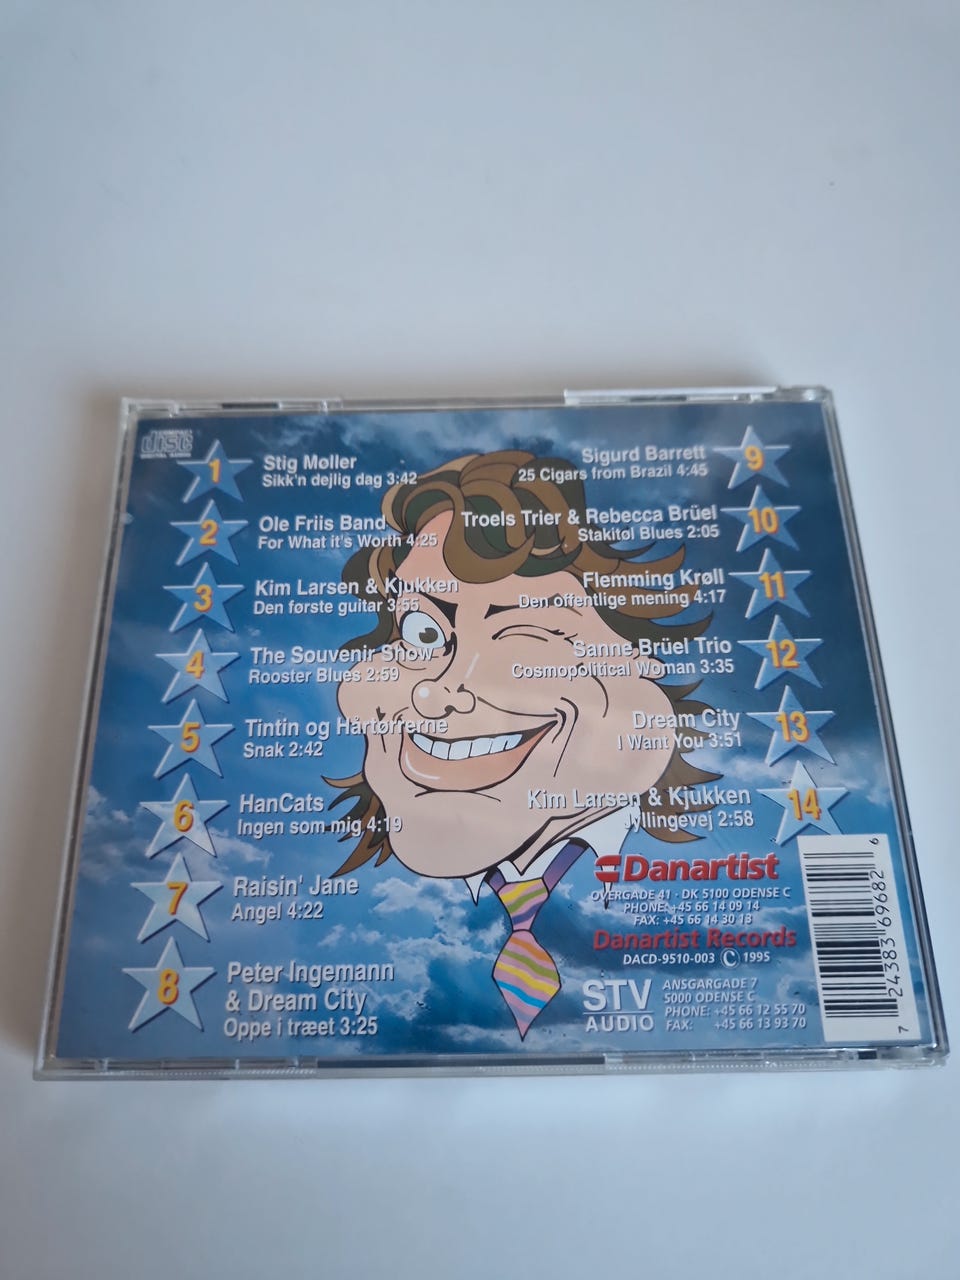 COMPACT
disc
DIGITAL AUDIO
1
Stig Møller
Sikk'n dejlig dag 3:42
2
Ole Friis Band
For What it's Worth 4:25
3
Kim Larsen & Kjukken
Den første guitar 3:55
4
The Souvenir Show
Rooster Blues 2:59
5
Tintin og Hårtørrerne
Snak 2:42
6
HanCats
Ingen som mig 4:19
7
Raisin' Jane
Angel 4:22
8
Peter Ingemann
& Dream City
Oppe i træet 3:25
Sigurd Barrett
25 Cigars from Brazil 4:45
9
Troels Trier & Rebecca Brüel
Stakitøl Blues 2:05
10
Flemming Krøll
Den offentlige mening 4:17
11
Sanne Brüel Trio
Cosmopolitical Woman 3:35
12
Dream City
I Want You 3:51
13
Kim Larsen & Kjukken
Jyllingevej 2:58
14
Danartist
OVERGADE 41 · DK 5100 ODENSE C
PHONE: +45 66 14 09 14
FAX: +45 66 14 30 13
Danartist Records
DACD-9510-003 © 1995
STV
AUDIO
ANSGARGADE 7
5000 ODENSE C
PHONE: +45 66 12 55 70
FAX: +45 66 13 93 70
7 24383 69682 6